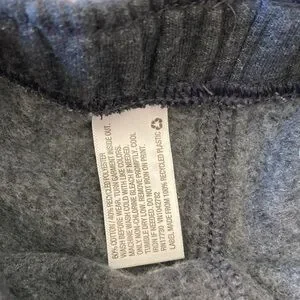 60% COTTON / 40% RECYCLED POLYESTER
WASH BEFORE WEAR. TURN GARMENT INSIDE OUT.
MACHINE WASH COLD WITH LIKE COLORS.
ONLY NON-CHLORINE BLEACH IF NEEDED.
TUMBLE DRY LOW. REMOVE PROMPTLY. COOL
IRON IF NEEDED. DO NOT IRON ON PRINT.
LABEL MADE FROM 100% RECYCLED PLASTIC